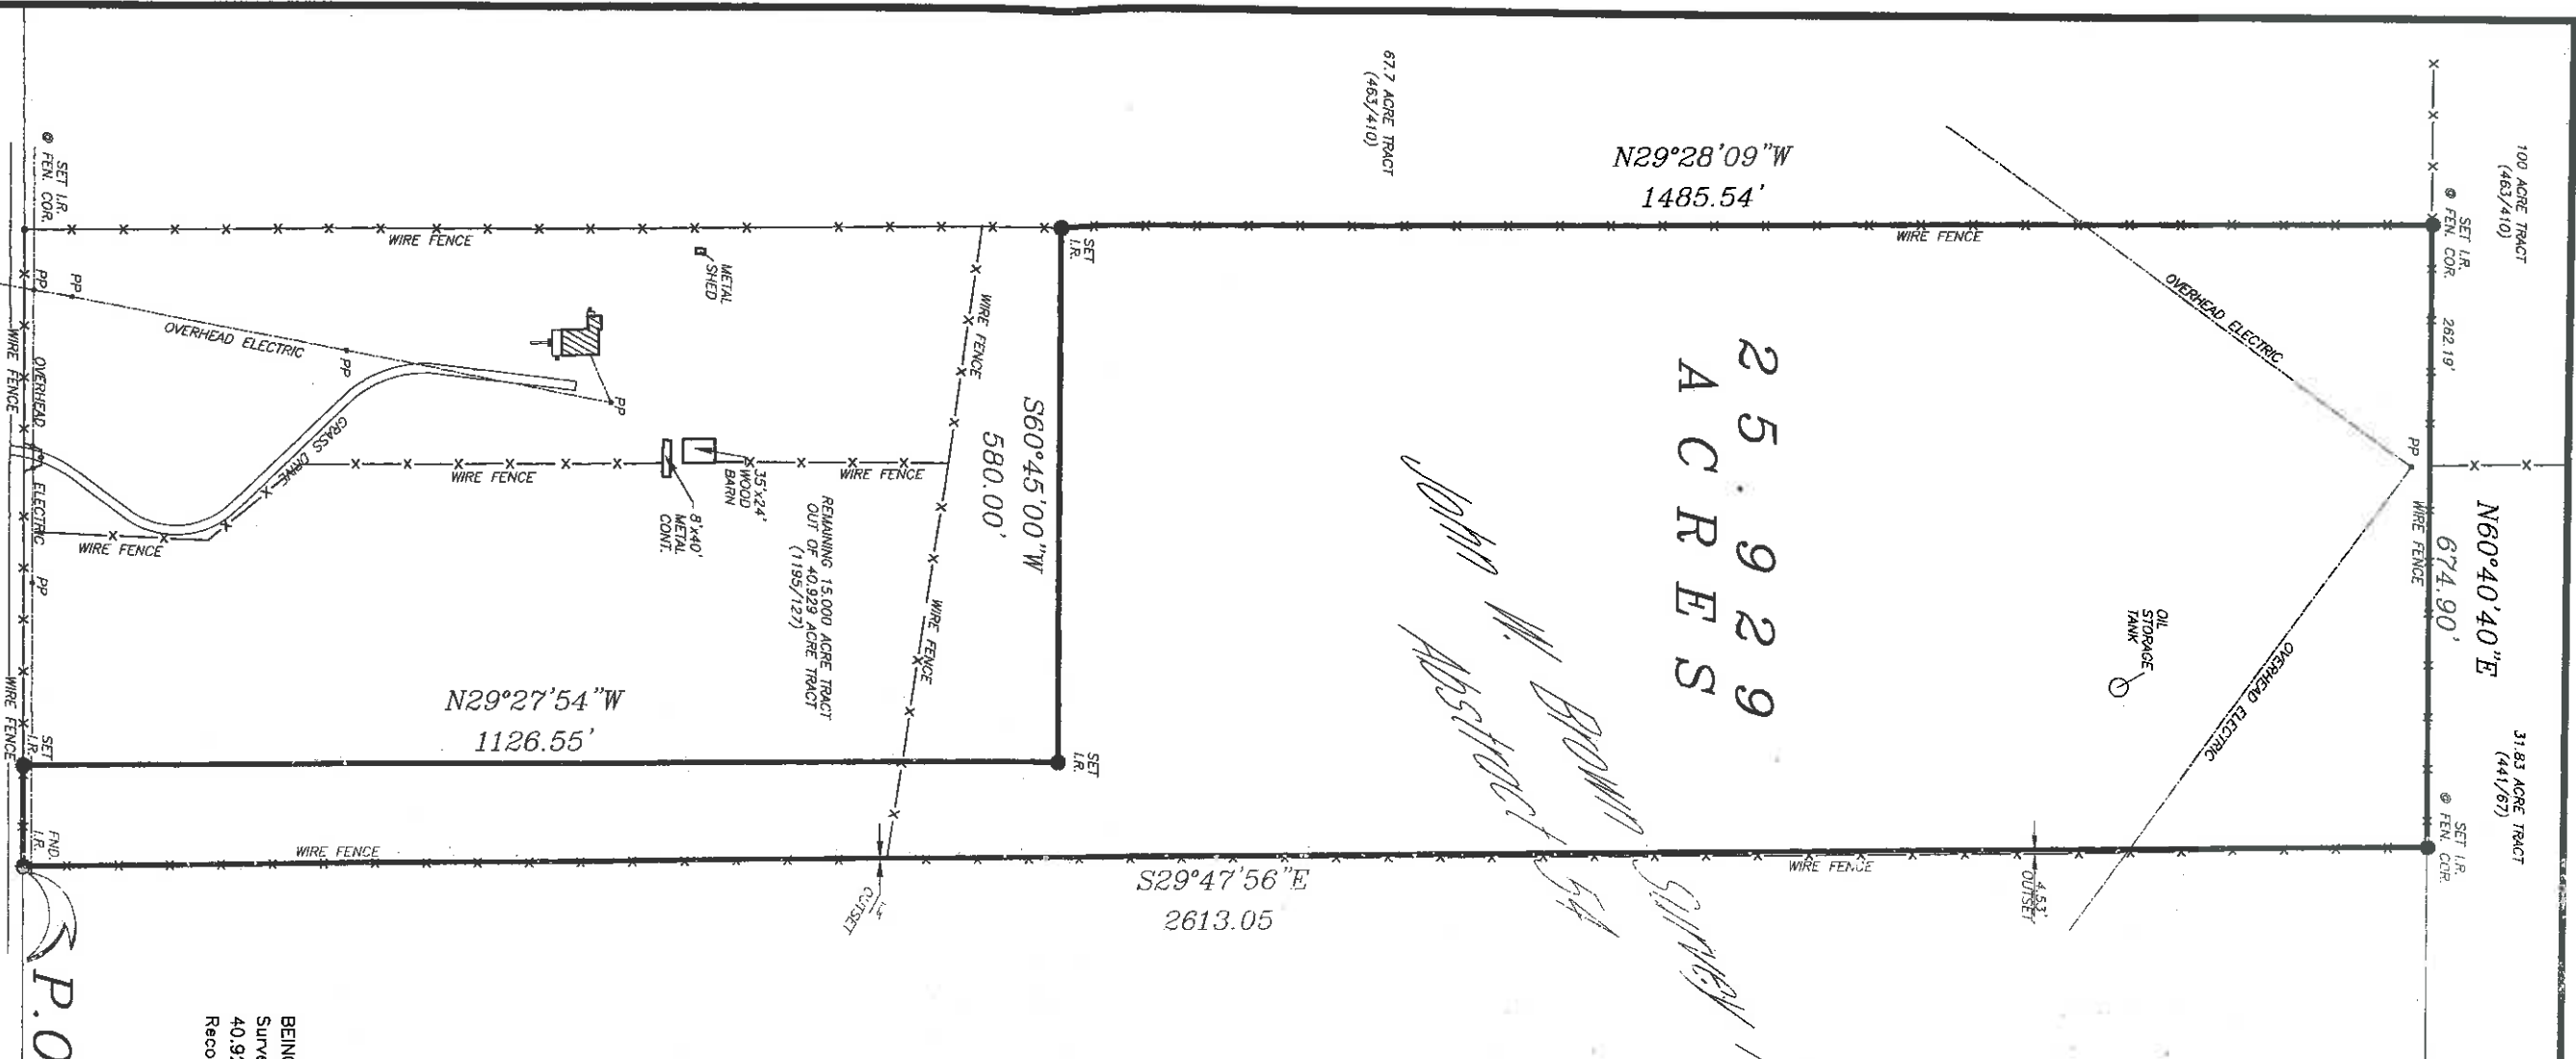 100 ACRE TRACT
(463/410)
SET I.R.
@ FEN. COR.
262.19'
N60°40'40"E
674.90'
WIRE FENCE
PP
31.83 ACRE TRACT
(441/67)
SET I.R.
@ FEN. COR.
OVERHEAD ELECTRIC
OVERHEAD ELECTRIC
OIL
STORAGE
TANK
4.53'
OUTSET
N29°28'09"W
1485.54'
WIRE FENCE
67.7 ACRE TRACT
(463/410)
25.929
ACRES
John W. Brown Survey
Abstract 54
WIRE FENCE
S29°47'56"E
2613.05
SET
I.R.
S60°45'00"W
580.00'
SET
I.R.
WIRE FENCE
WIRE FENCE
OUTSET
REMAINING 15.000 ACRE TRACT
OUT OF 40.929 ACRE TRACT
(1195/127)
WIRE FENCE
35'x24'
WOOD
BARN
8'x40'
METAL
CONT.
METAL
SHED
PP
WIRE FENCE
WIRE FENCE
N29°27'54"W
1126.55'
GRASS DRIVE
PP
OVERHEAD ELECTRIC
WIRE FENCE
WIRE FENCE
PP
PP
SET I.R.
@ FEN. COR.
OVERHEAD
ELECTRIC
PP
SET
I.R.
FND.
I.R.
WIRE FENCE
WIRE FENCE
P.O
BEING
Surve
40.92
Reco